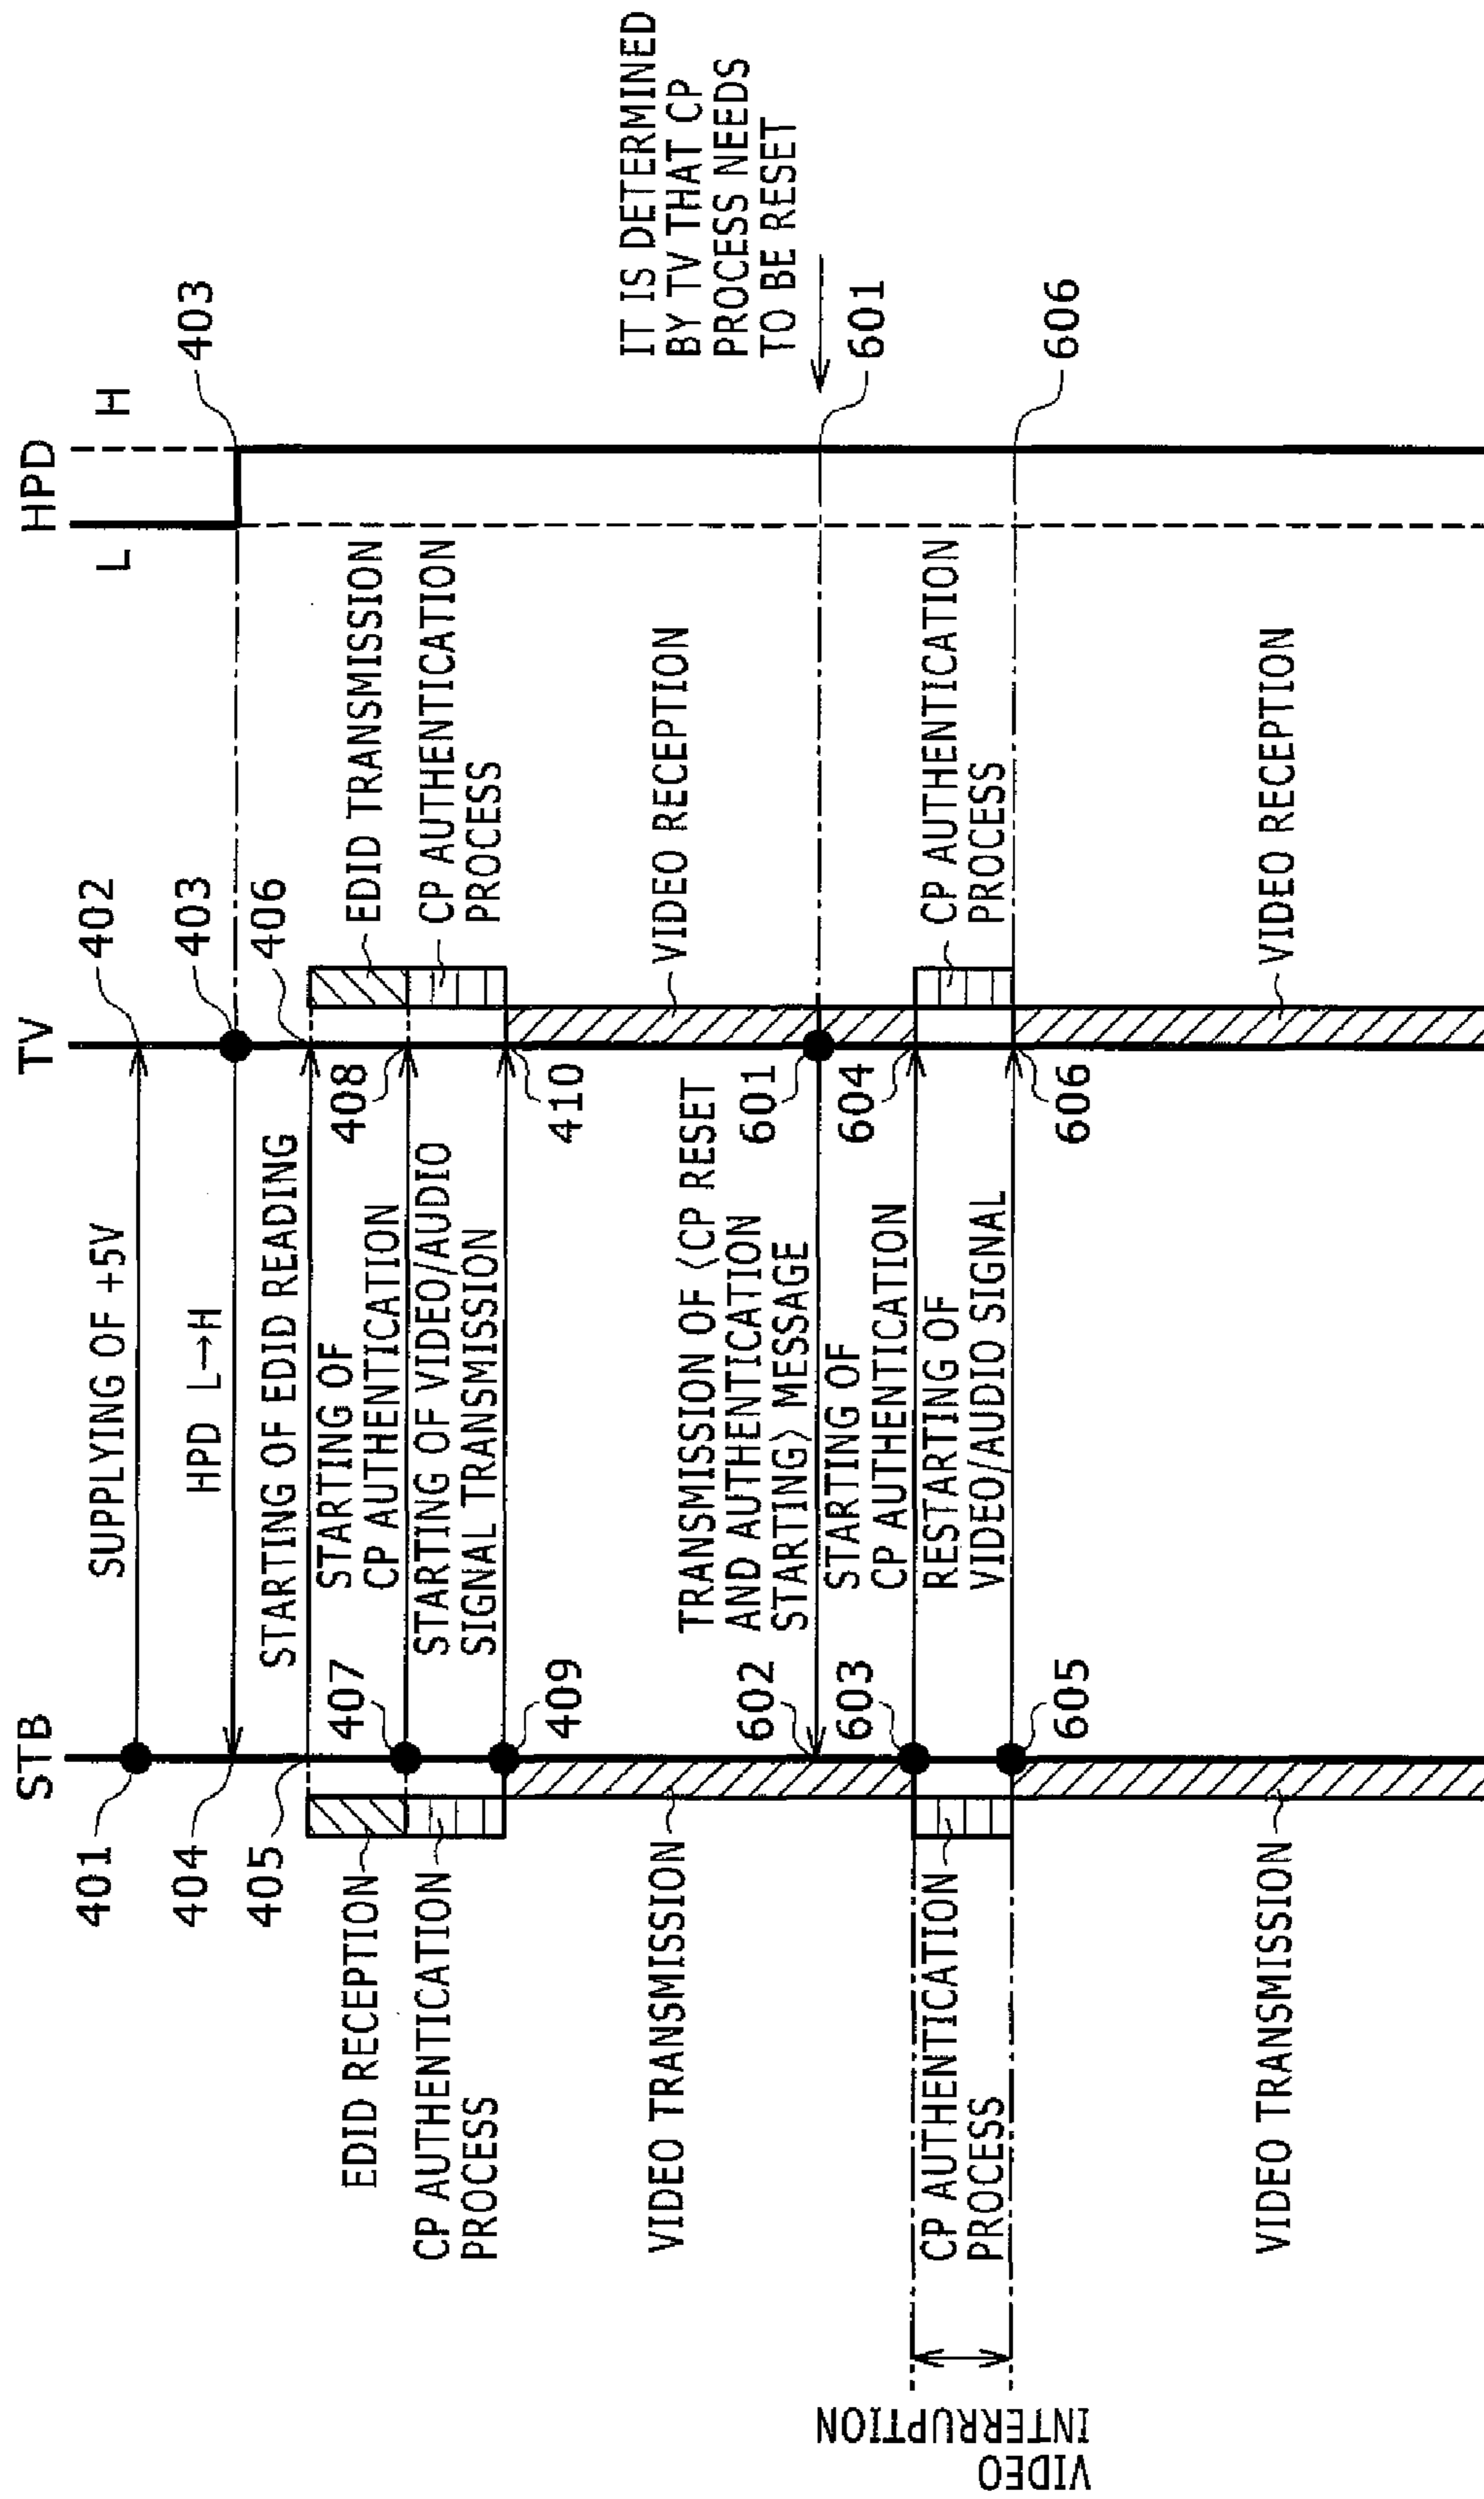 STB
TV
HPD
L
H
401
SUPPLYING OF +5V
402
404
HPD L→H
403
403
405
STARTING OF EDID READING
406
EDID RECEPTION
EDID TRANSMISSION
407
STARTING OF
CP AUTHENTICATION
408
CP AUTHENTICATION
PROCESS
CP AUTHENTICATION
PROCESS
409
STARTING OF VIDEO/AUDIO
SIGNAL TRANSMISSION
410
VIDEO TRANSMISSION
VIDEO RECEPTION
IT IS DETERMINED
BY TV THAT CP
PROCESS NEEDS
TO BE RESET
602
TRANSMISSION OF <CP RESET
AND AUTHENTICATION
STARTING> MESSAGE
601
601
603
STARTING OF
CP AUTHENTICATION
604
CP AUTHENTICATION
PROCESS
CP AUTHENTICATION
PROCESS
VIDEO
INTERRUPTION
605
RESTARTING OF
VIDEO/AUDIO SIGNAL
606
606
VIDEO TRANSMISSION
VIDEO RECEPTION